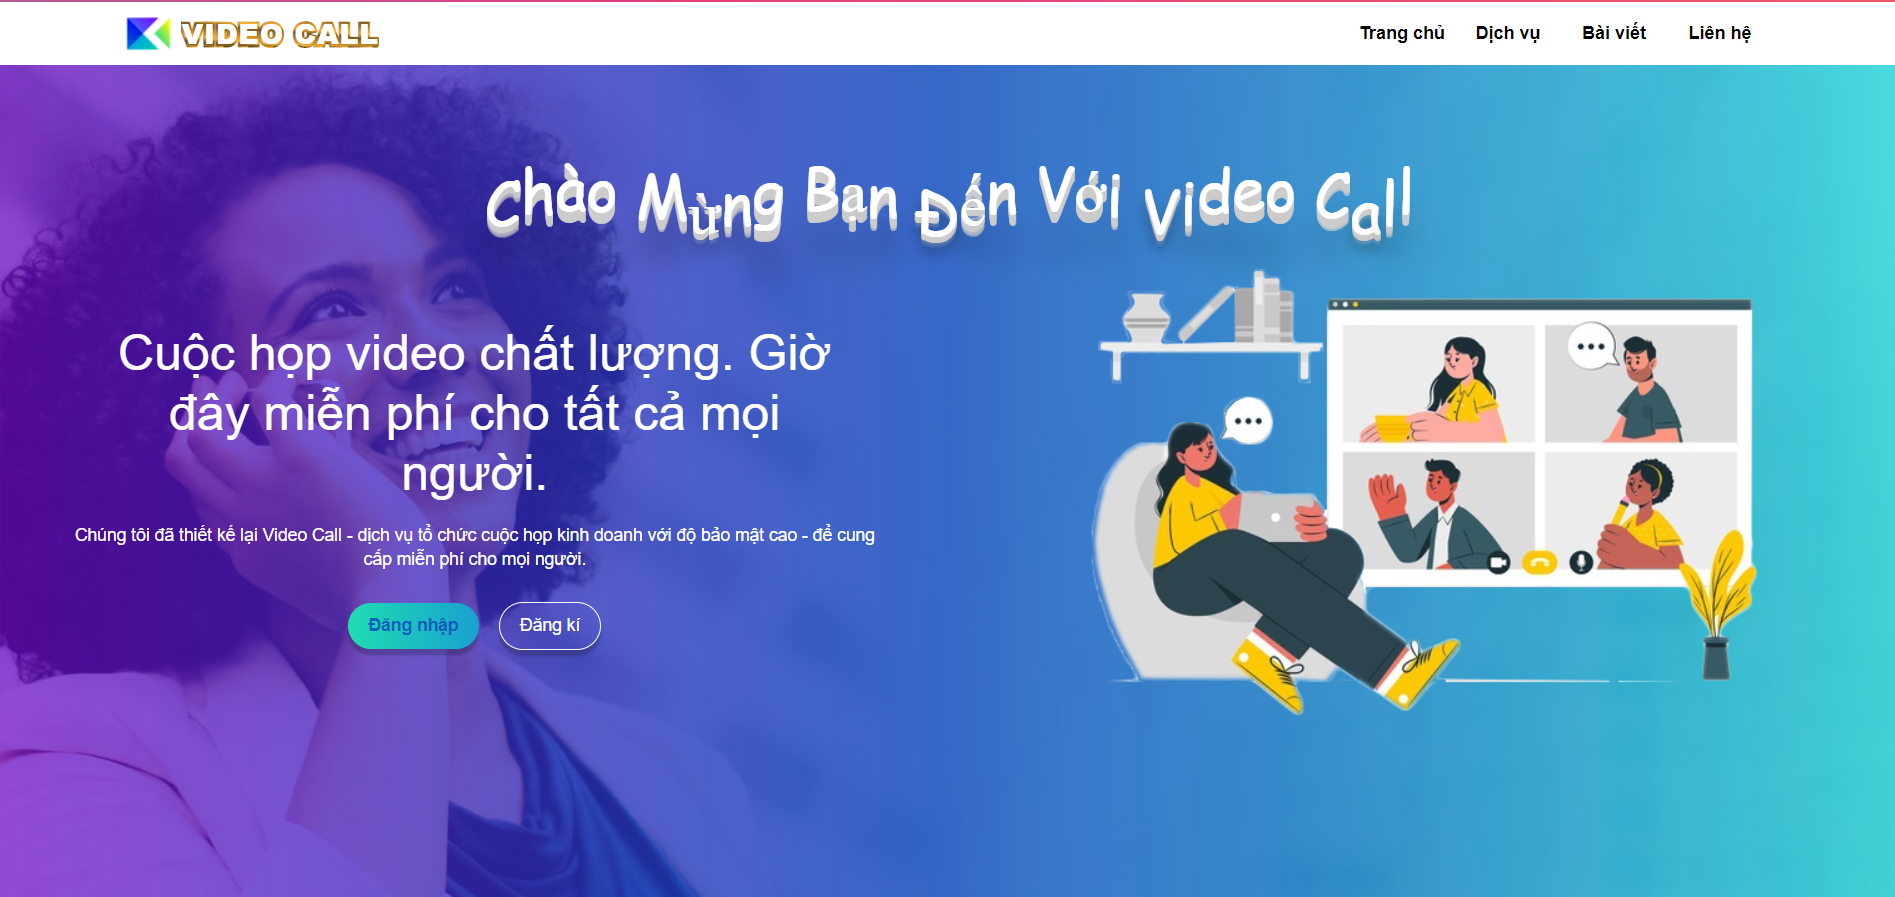 VIDEO CALL
Trang chủ Dịch vụ Bài viết Liên hệ
Chào Mừng Bạn Đến Với Video Call
Cuộc họp video chất lượng. Giờ
đây miễn phí cho tất cả mọi
người.
Chúng tôi đã thiết kế lại Video Call - dịch vụ tổ chức cuộc họp kinh doanh với độ bảo mật cao - để cung
cấp miễn phí cho mọi người.
Đăng nhập Đăng kí